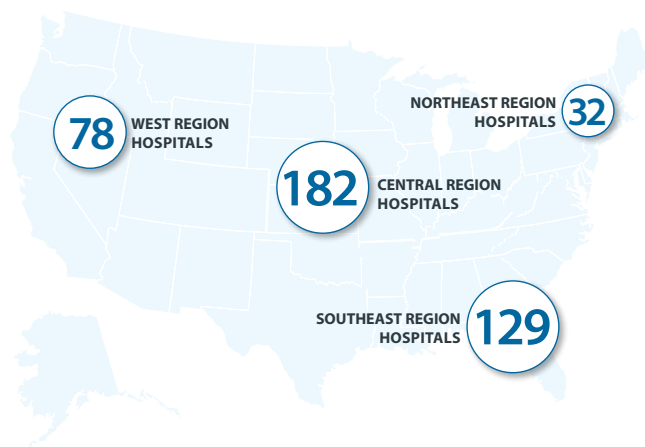 NORTHEAST REGION
HOSPITALS
32
78
WEST REGION
HOSPITALS
182
CENTRAL REGION
HOSPITALS
SOUTHEAST REGION
HOSPITALS
129